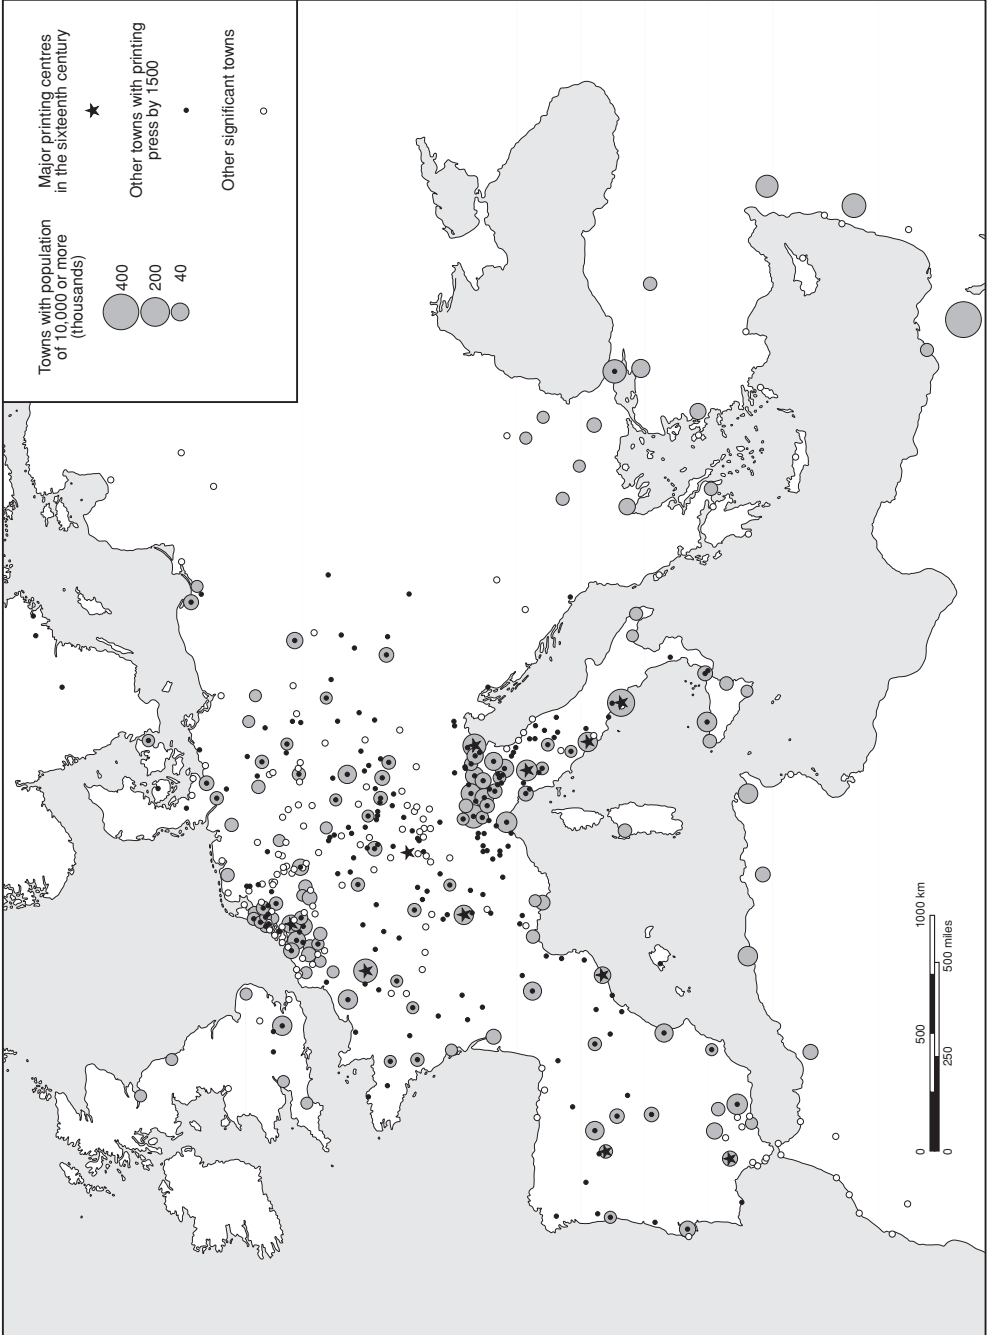 Towns with population
of 10,000 or more
(thousands)
400
200
40
Major printing centres
in the sixteenth century
Other towns with printing
press by 1500
Other significant towns
0
500
1000 km
0
250
500 miles